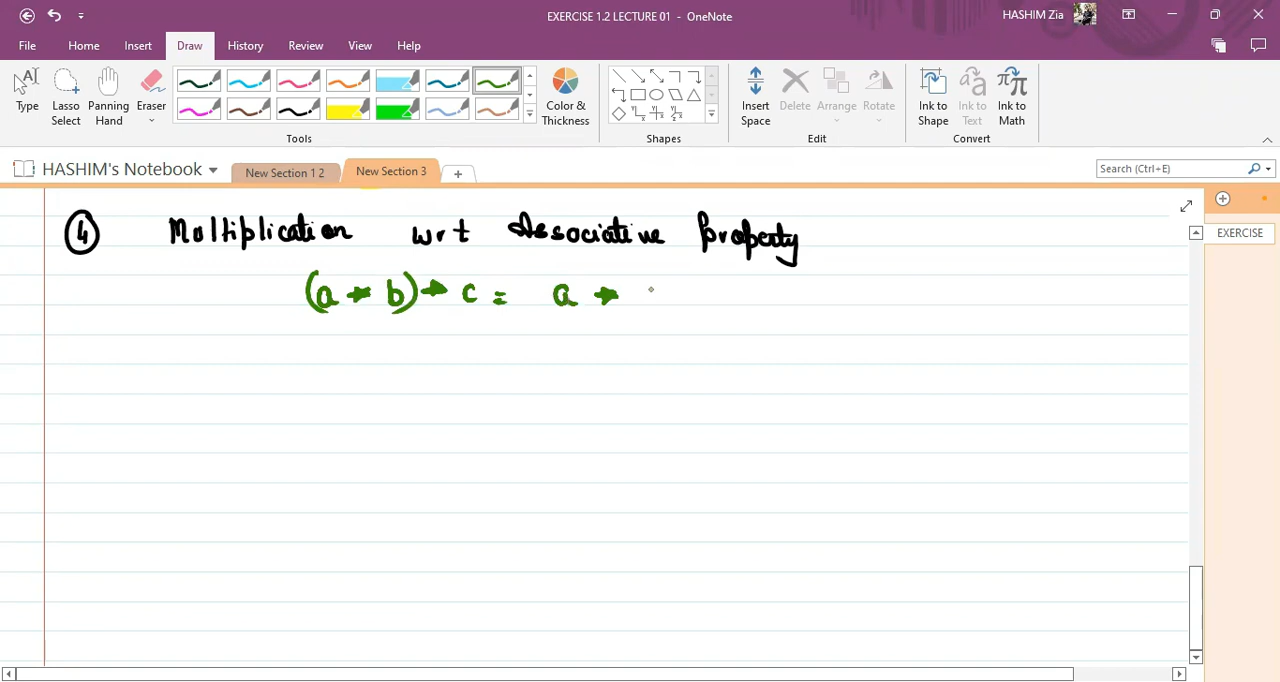 EXERCISE 1.2 LECTURE 01 - OneNote
HASHIM Zia
File Home Insert Draw History Review View Help
Type
Lasso Select
Panning Hand
Eraser
Color & Thickness
Insert Space
Delete
Arrange
Rotate
Ink to Shape
Ink to Text
Ink to Math
Tools
Shapes
Edit
Convert
HASHIM's Notebook
New Section 1 2
New Section 3
Search (Ctrl+E)
EXERCISE
4 Multiplication wrt Associative Property
(a * b) * c = a *